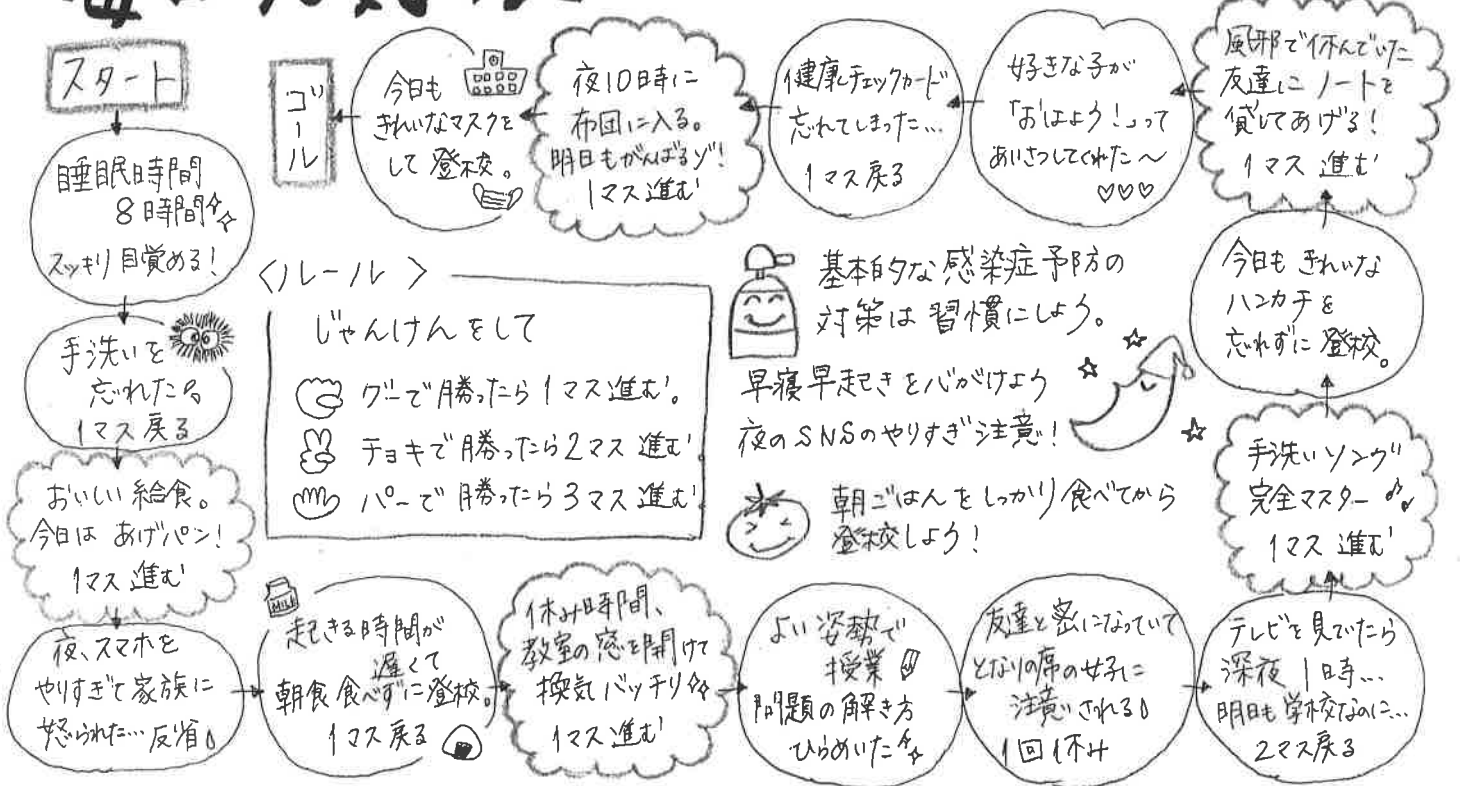 スタート
睡眠時間
8時間
スッキリ目覚める!
手洗いを
忘れた
1マス戻る
おいしい給食。
今日はあげパン!
1マス進む
夜、スマホを
やりすぎて家族に
怒られた…反省
MILK
起きる時間が
遅くて
朝食食べずに登校。
1マス戻る
休み時間、
教室の窓を開けて
換気バッチリ
1マス進む
よい姿勢で
授業
問題の解き方
ひらめいた
友達と密になっていて
となりの席の女子に
注意される
1回休み
テレビを見ていたら
深夜1時…
明日も学校なのに…
2マス戻る
手洗いソング
完全マスター♪
1マス進む
今日もきれいな
ハンカチを
忘れずに登校。
風邪で休んでいた
友達にノートを
貸してあげる!
1マス進む
好きな子が
「おはよう!」って
あいさつしてくれた〜
♡♡♡
健康チェックカード
忘れてしまった…
1マス戻る
夜10時に
布団に入る。
明日もがんばるゾ!
1マス進む
今日も
きれいなマスクを
して登校。
ゴール
<ルール>
じゃんけんをして
グーで勝ったら1マス進む。
チョキで勝ったら2マス進む
パーで勝ったら3マス進む
基本的な感染症予防の
対策は習慣にしよう。
早寝早起きを心がけよう
夜のSNSのやりすぎ注意!
朝ごはんをしっかり食べてから
登校しよう!